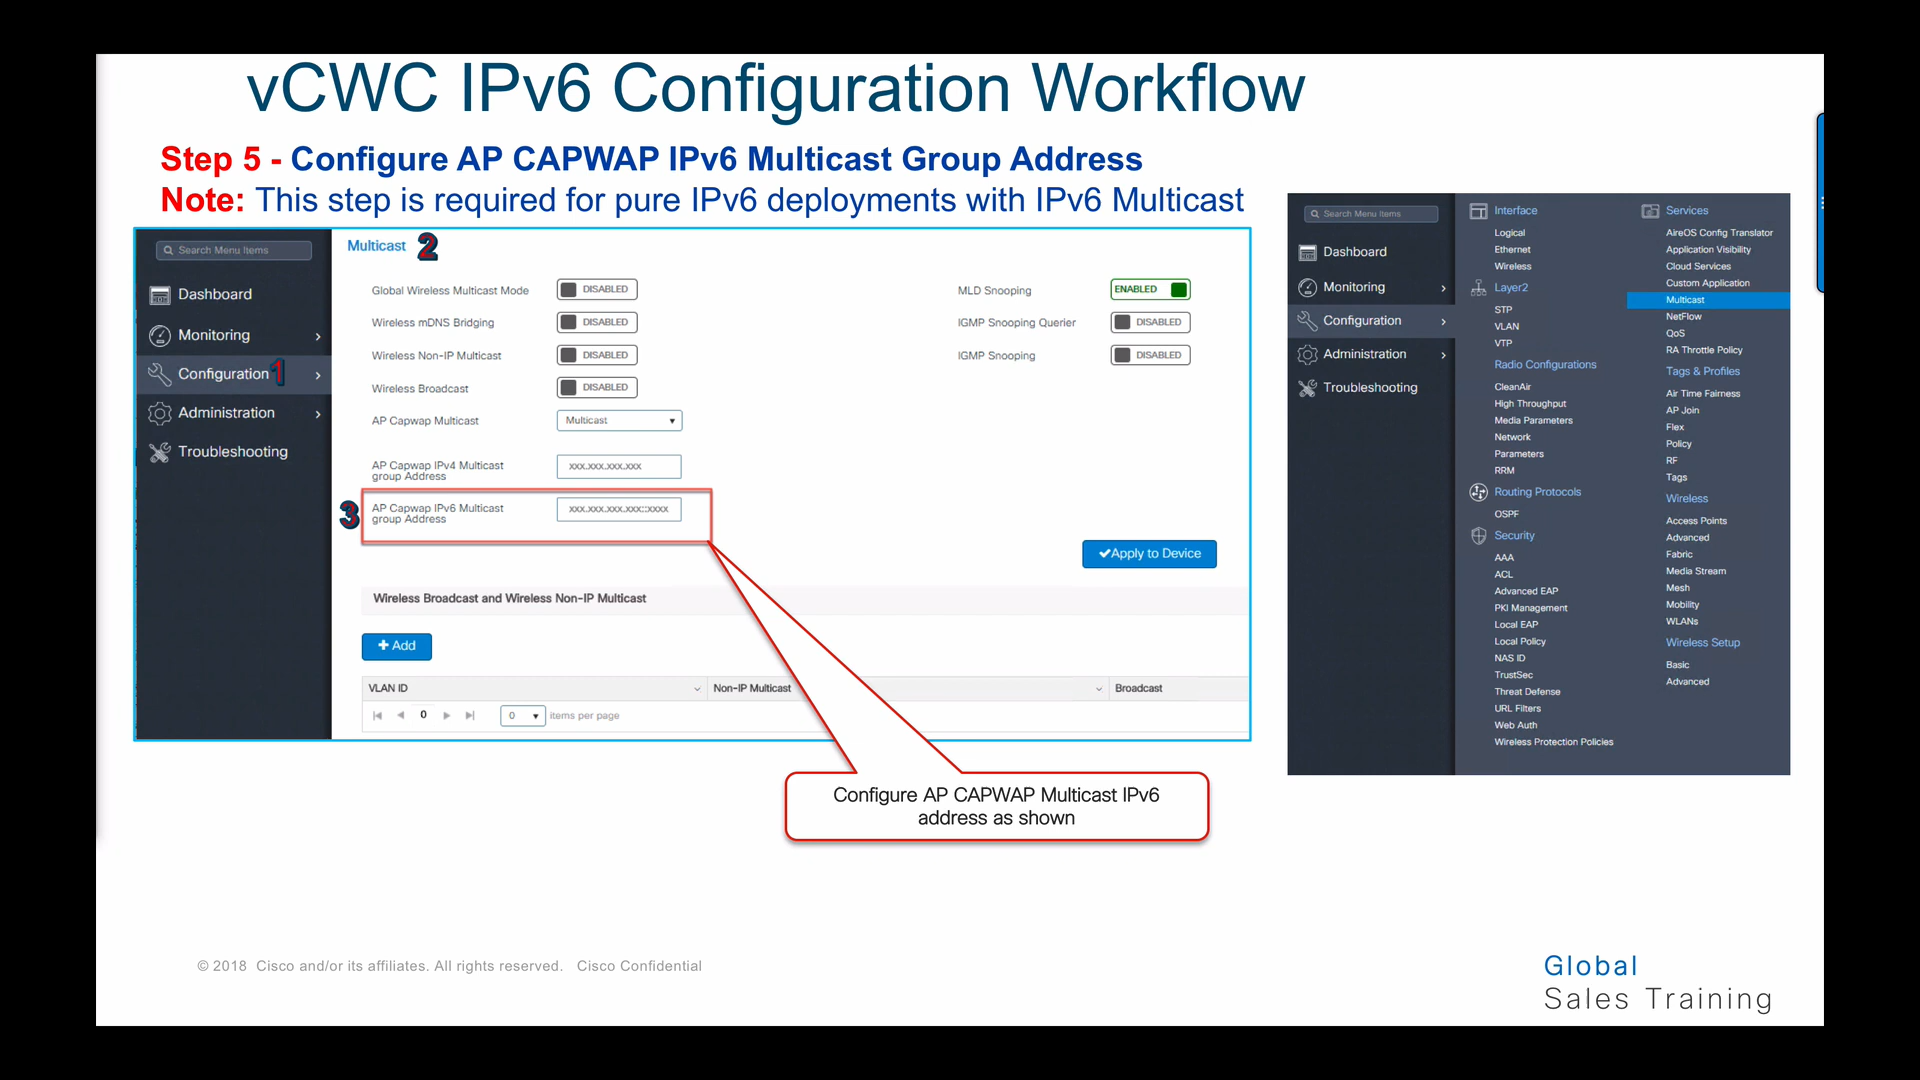 vCWC IPv6 Configuration Workflow
Step 5 - Configure AP CAPWAP IPv6 Multicast Group Address
Note: This step is required for pure IPv6 deployments with IPv6 Multicast
Search Menu Items
Dashboard
Monitoring
Configuration 1
Administration
Troubleshooting
Multicast 2
Global Wireless Multicast Mode DISABLED
Wireless mDNS Bridging DISABLED
Wireless Non-IP Multicast DISABLED
Wireless Broadcast DISABLED
AP Capwap Multicast Multicast
AP Capwap IPv4 Multicast
group Address
xxx.xxx.xxx.xxx
3
AP Capwap IPv6 Multicast
group Address
xxx.xxx.xxx.xxx::xxxx
MLD Snooping ENABLED
IGMP Snooping Querier DISABLED
IGMP Snooping DISABLED
Apply to Device
Wireless Broadcast and Wireless Non-IP Multicast
Add
VLAN ID Non-IP Multicast Broadcast
0 0 items per page
Configure AP CAPWAP Multicast IPv6
address as shown
Search Menu Items
Dashboard
Monitoring
Configuration
Administration
Troubleshooting
Interface
Logical
Ethernet
Wireless
Layer2
STP
VLAN
VTP
Radio Configurations
CleanAir
High Throughput
Media Parameters
Network
Parameters
RRM
Routing Protocols
OSPF
Security
AAA
ACL
Advanced EAP
PKI Management
Local EAP
Local Policy
NAS ID
TrustSec
Threat Defense
URL Filters
Web Auth
Wireless Protection Policies
Services
AireOS Config Translator
Application Visibility
Cloud Services
Custom Application
Multicast
NetFlow
QoS
RA Throttle Policy
Tags & Profiles
Air Time Fairness
AP Join
Flex
Policy
RF
Tags
Wireless
Access Points
Advanced
Fabric
Media Stream
Mesh
Mobility
WLANs
Wireless Setup
Basic
Advanced
© 2018 Cisco and/or its affiliates. All rights reserved. Cisco Confidential
Global
Sales Training